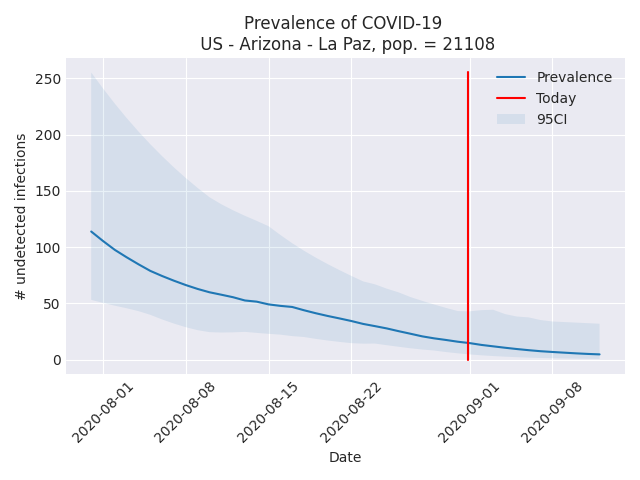 Prevalence of COVID-19
US - Arizona - La Paz, pop. = 21108
Prevalence
Today
95CI
250
200
150
100
50
0
# undetected infections
2020-08-01
2020-08-08
2020-08-15
2020-08-22
2020-09-01
2020-09-08
Date